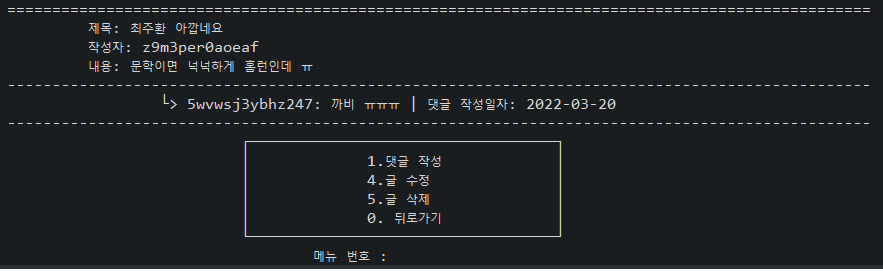 제목: 최주환 아깝네요
작성자: z9m3per0aoeaf
내용: 문학이면 넉넉하게 홈런인데 ㅠ
└> 5wvwsj3ybhz247: 까비 ㅠㅠㅠ | 댓글 작성일자: 2022-03-20
1.댓글 작성
4.글 수정
5.글 삭제
0. 뒤로가기
메뉴 번호 :